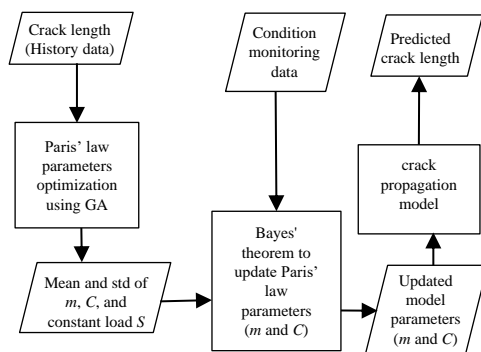 Crack length
(History data)
Paris' law
parameters
optimization
using GA
Mean and std of
m, C, and
constant load S
Condition
monitoring
data
Bayes'
theorem to
update Paris'
law
parameters
(m and C)
Predicted
crack length
crack
propagation
model
Updated
model
parameters
(m and C)